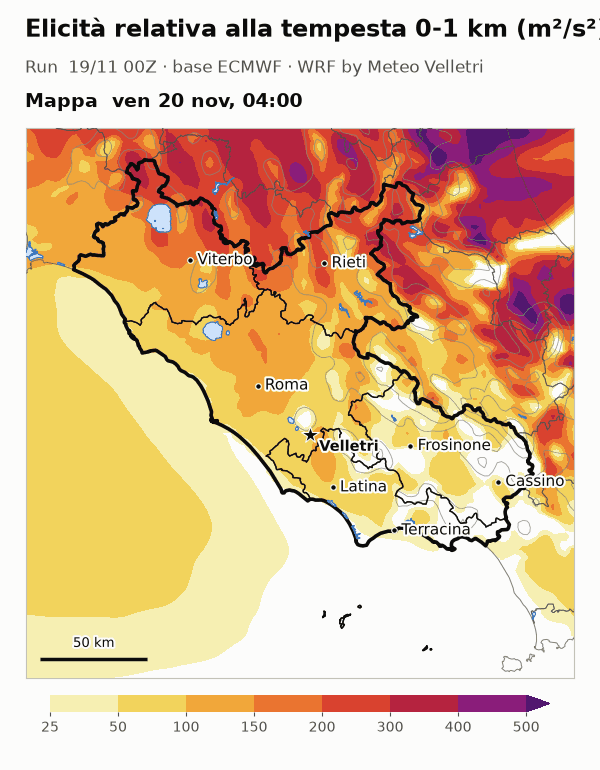 Elicità relativa alla tempesta 0-1 km (m²/s²)
Run 19/11 00Z · base ECMWF · WRF by Meteo Velletri
Mappa ven 20 nov, 04:00
Viterbo
Rieti
Roma
Velletri
Frosinone
Cassino
Latina
Terracina
50 km
25 50 100 150 200 300 400 500